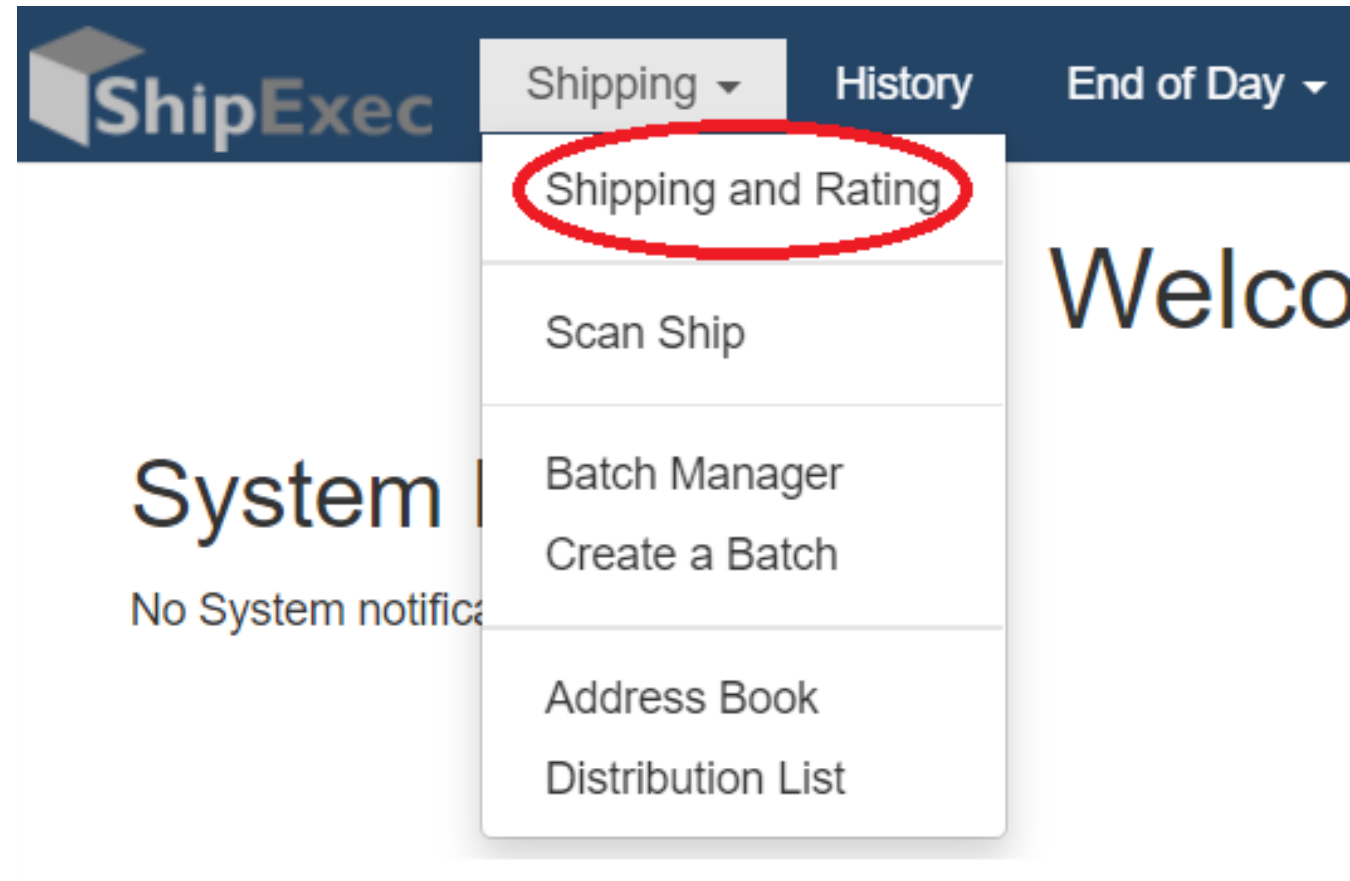 ShipExec Shipping History End of Day
Shipping and Rating
Welco
Scan Ship
System
Batch Manager
Create a Batch
No System notifica
Address Book
Distribution List